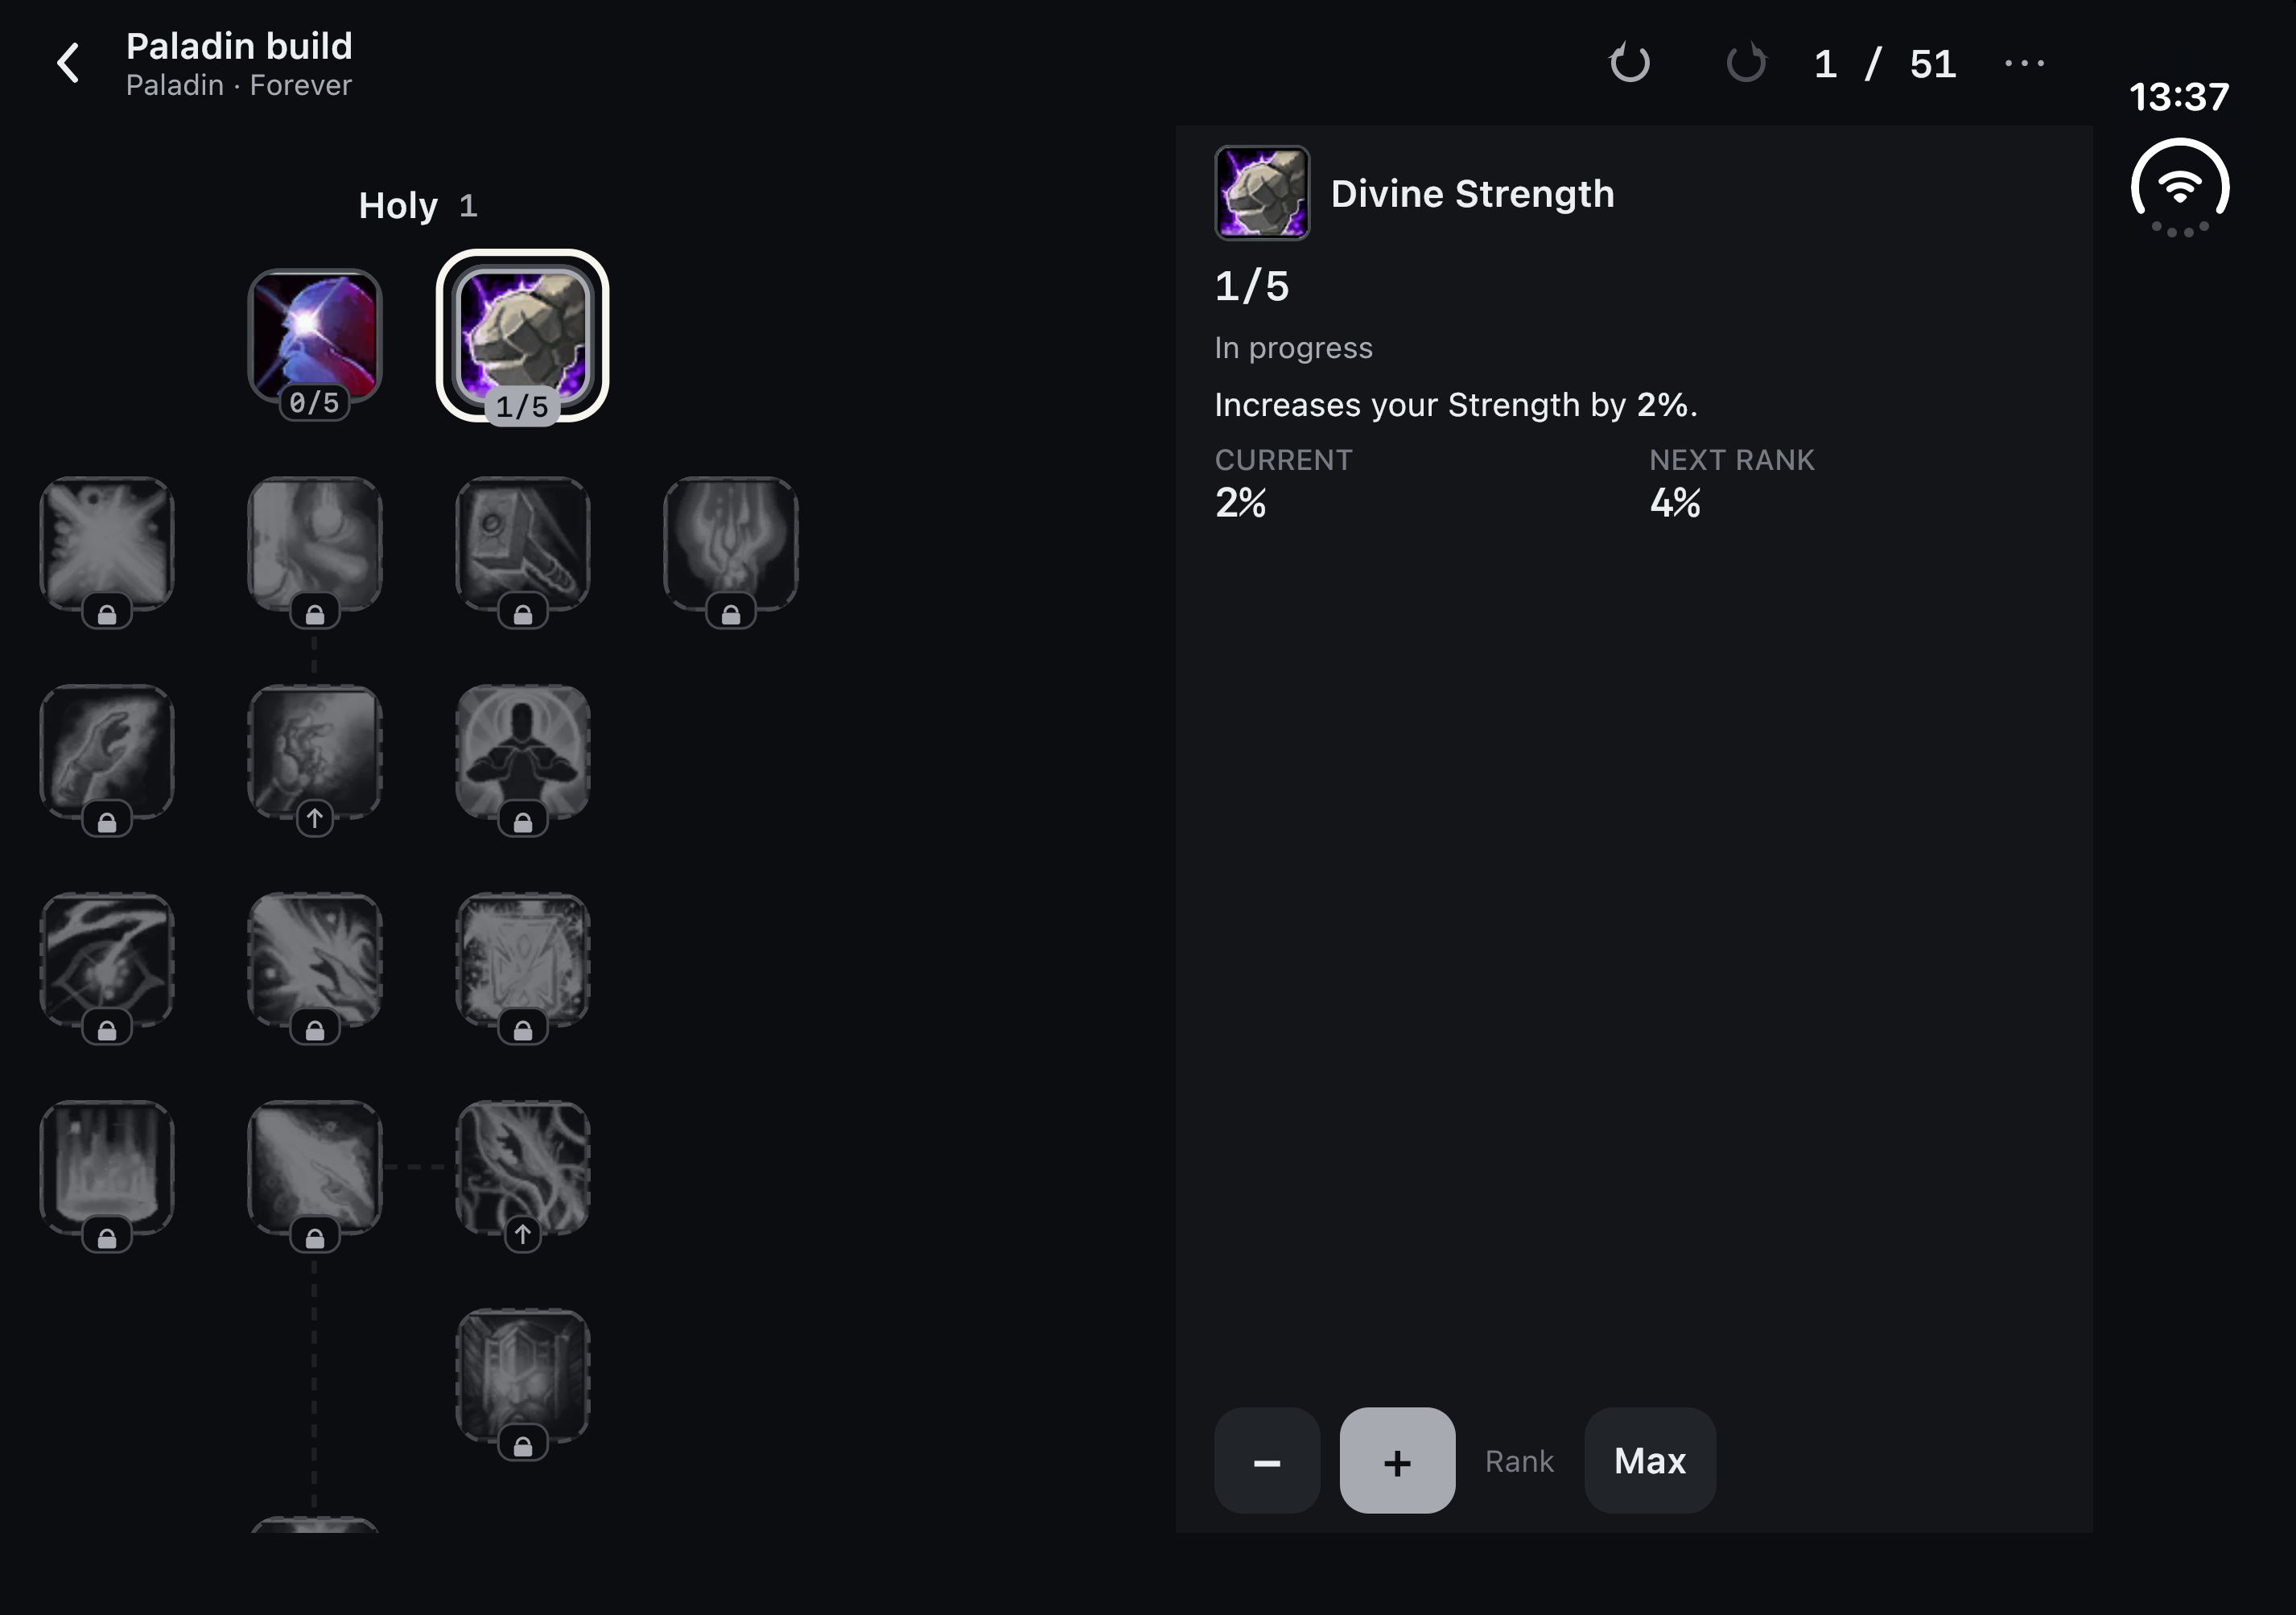 Paladin build
Paladin · Forever
1 / 51
13:37
Holy 1
0/5
1/5
Divine Strength
1/5
In progress
Increases your Strength by 2%.
CURRENT
2%
NEXT RANK
4%
− + Rank Max